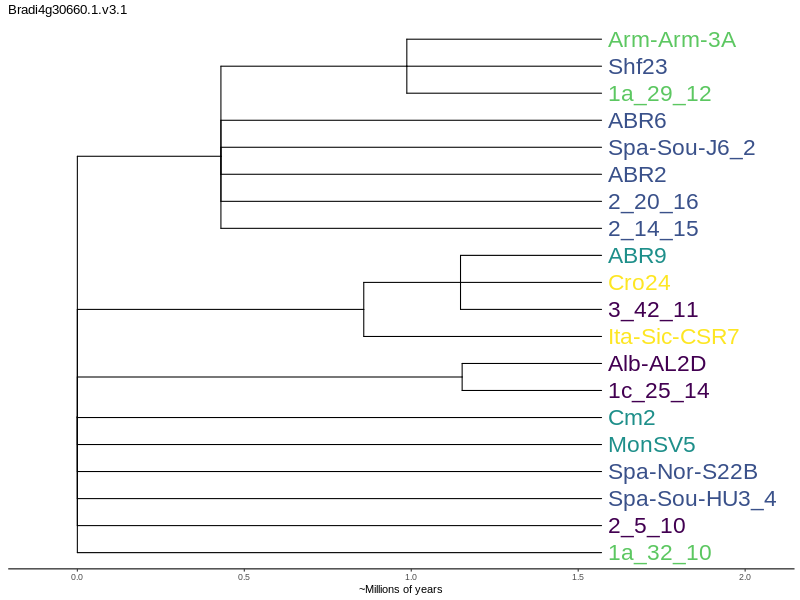 Bradi4g30660.1.v3.1
Arm-Arm-3A
Shf23
1a_29_12
ABR6
Spa-Sou-J6_2
ABR2
2_20_16
2_14_15
ABR9
Cro24
3_42_11
Ita-Sic-CSR7
Alb-AL2D
1c_25_14
Cm2
MonSV5
Spa-Nor-S22B
Spa-Sou-HU3_4
2_5_10
1a_32_10
0.0 0.5 1.0 1.5 2.0
~Millions of years